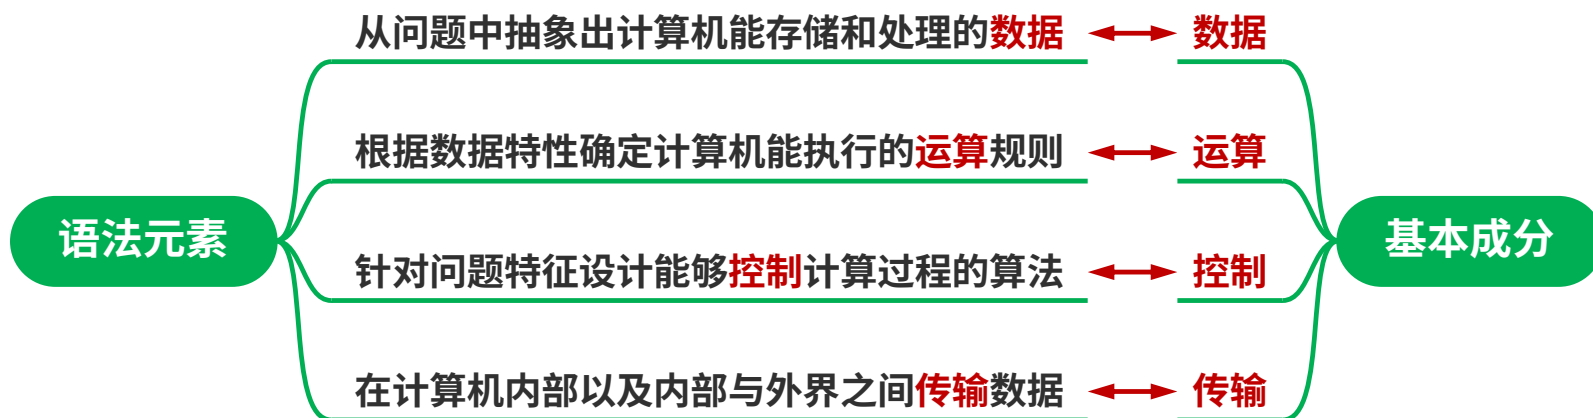 从问题中抽象出计算机能存储和处理的数据 数据
根据数据特性确定计算机能执行的运算规则 运算
语法元素 基本成分
针对问题特征设计能够控制计算过程的算法 控制
在计算机内部以及内部与外界之间传输数据 传输